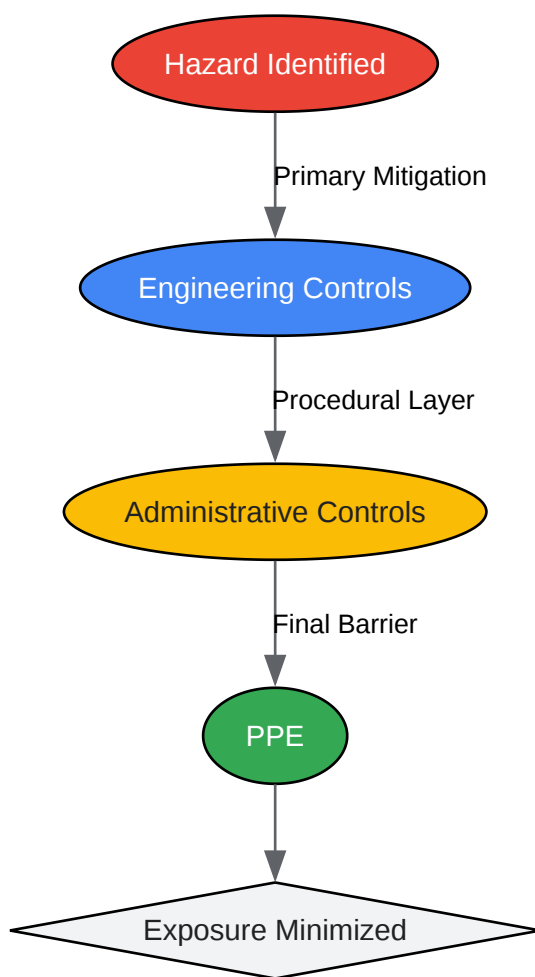 Hazard Identified
Primary Mitigation
Engineering Controls
Procedural Layer
Administrative Controls
Final Barrier
PPE
Exposure Minimized